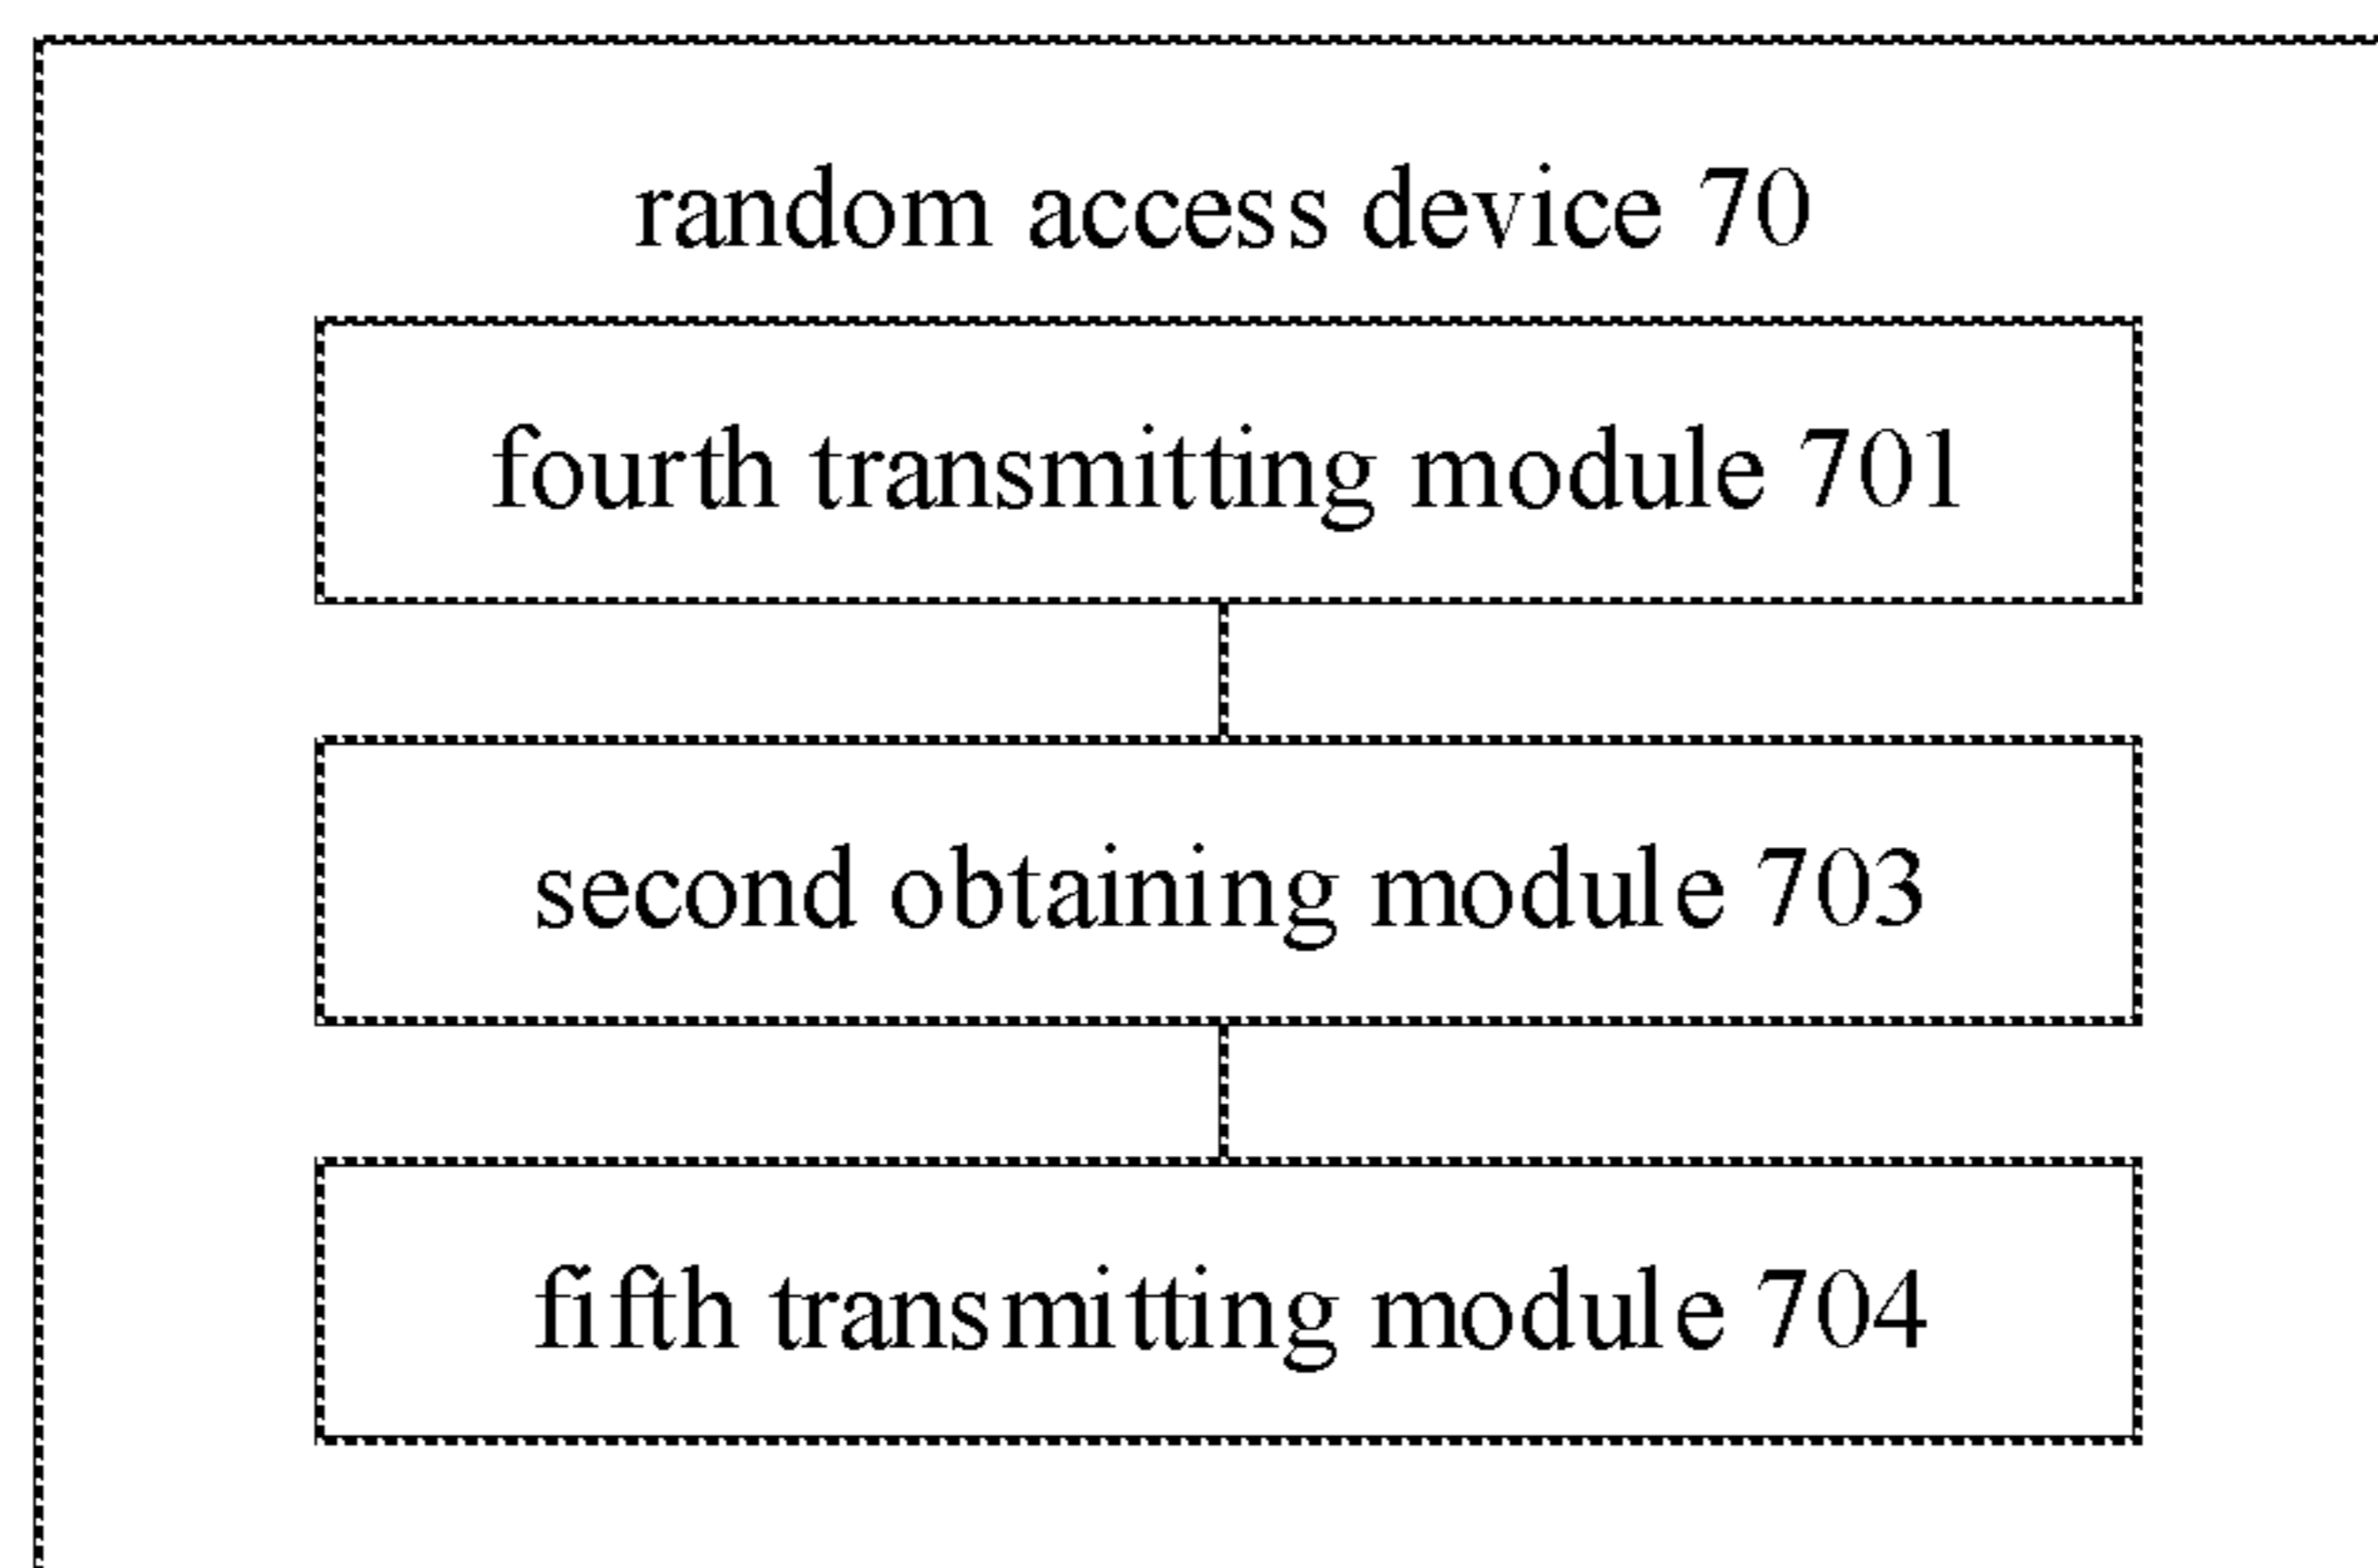 random access device 70
fourth transmitting module 701
second obtaining module 703
fifth transmitting module 704